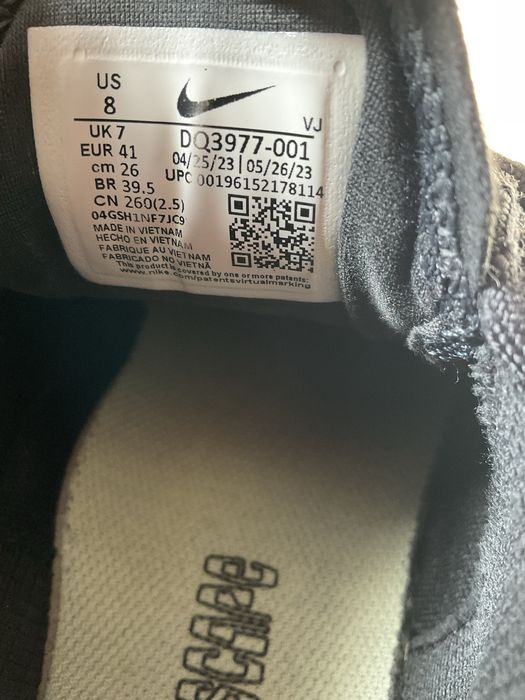 US
8
VJ
UK 7
DQ3977-001
EUR 41
04/25/23 | 05/26/23
cm 26
UPC 00196152178114
BR 39.5
CN 260(2.5)
04GSH1NF7JC9
MADE IN VIETNAM
HECHO EN VIETNAM
FABRIQUE AU VIETNAM
FABRICADO NO VIETNÃ
This product is covered by one or more patents:
www.nike.com/patentsvirtualmarking